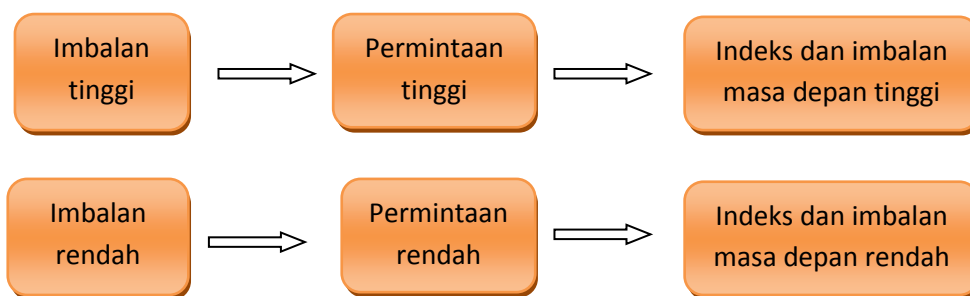 Imbalan
tinggi
Permintaan
tinggi
Indeks dan imbalan
masa depan tinggi
Imbalan
rendah
Permintaan
rendah
Indeks dan imbalan
masa depan rendah